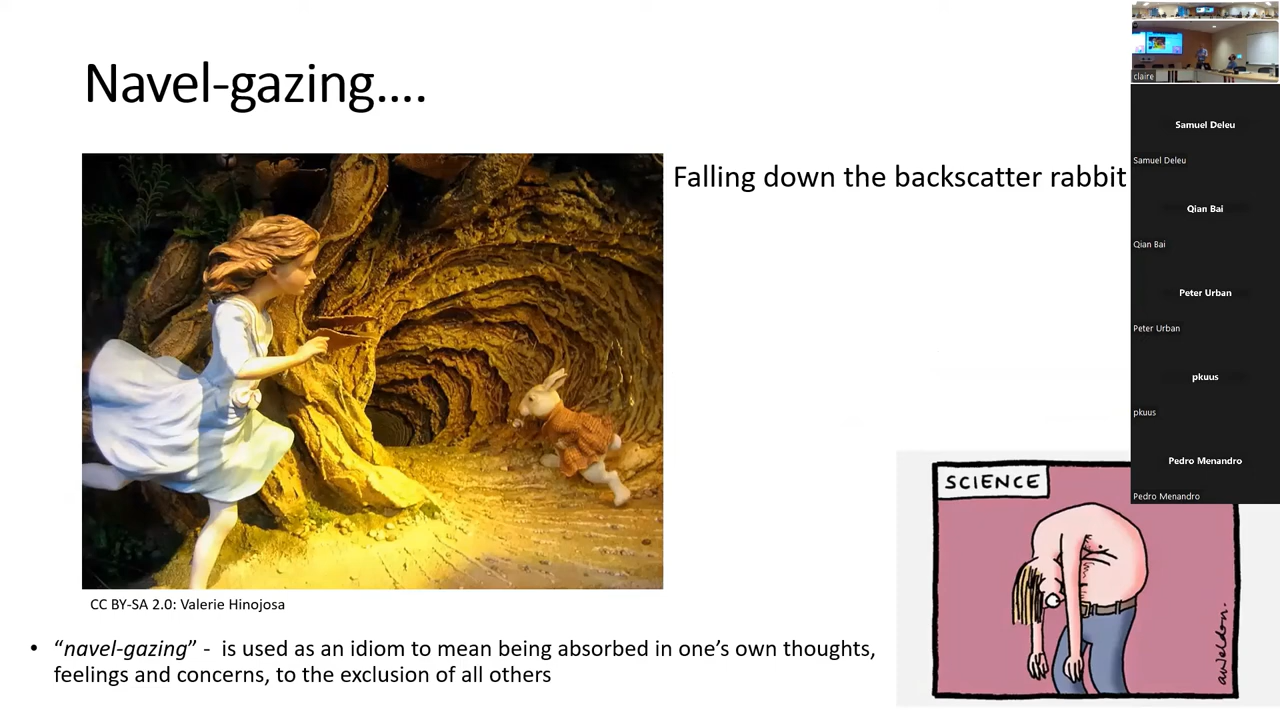 Navel-gazing....
Falling down the backscatter rabbit
CC BY-SA 2.0: Valerie Hinojosa
• “navel-gazing” - is used as an idiom to mean being absorbed in one’s own thoughts,
feelings and concerns, to the exclusion of all others
SCIENCE
aweldon.
claire
Samuel Deleu
Samuel Deleu
Qian Bai
Qian Bai
Peter Urban
Peter Urban
pkuus
pkuus
Pedro Menandro
Pedro Menandro